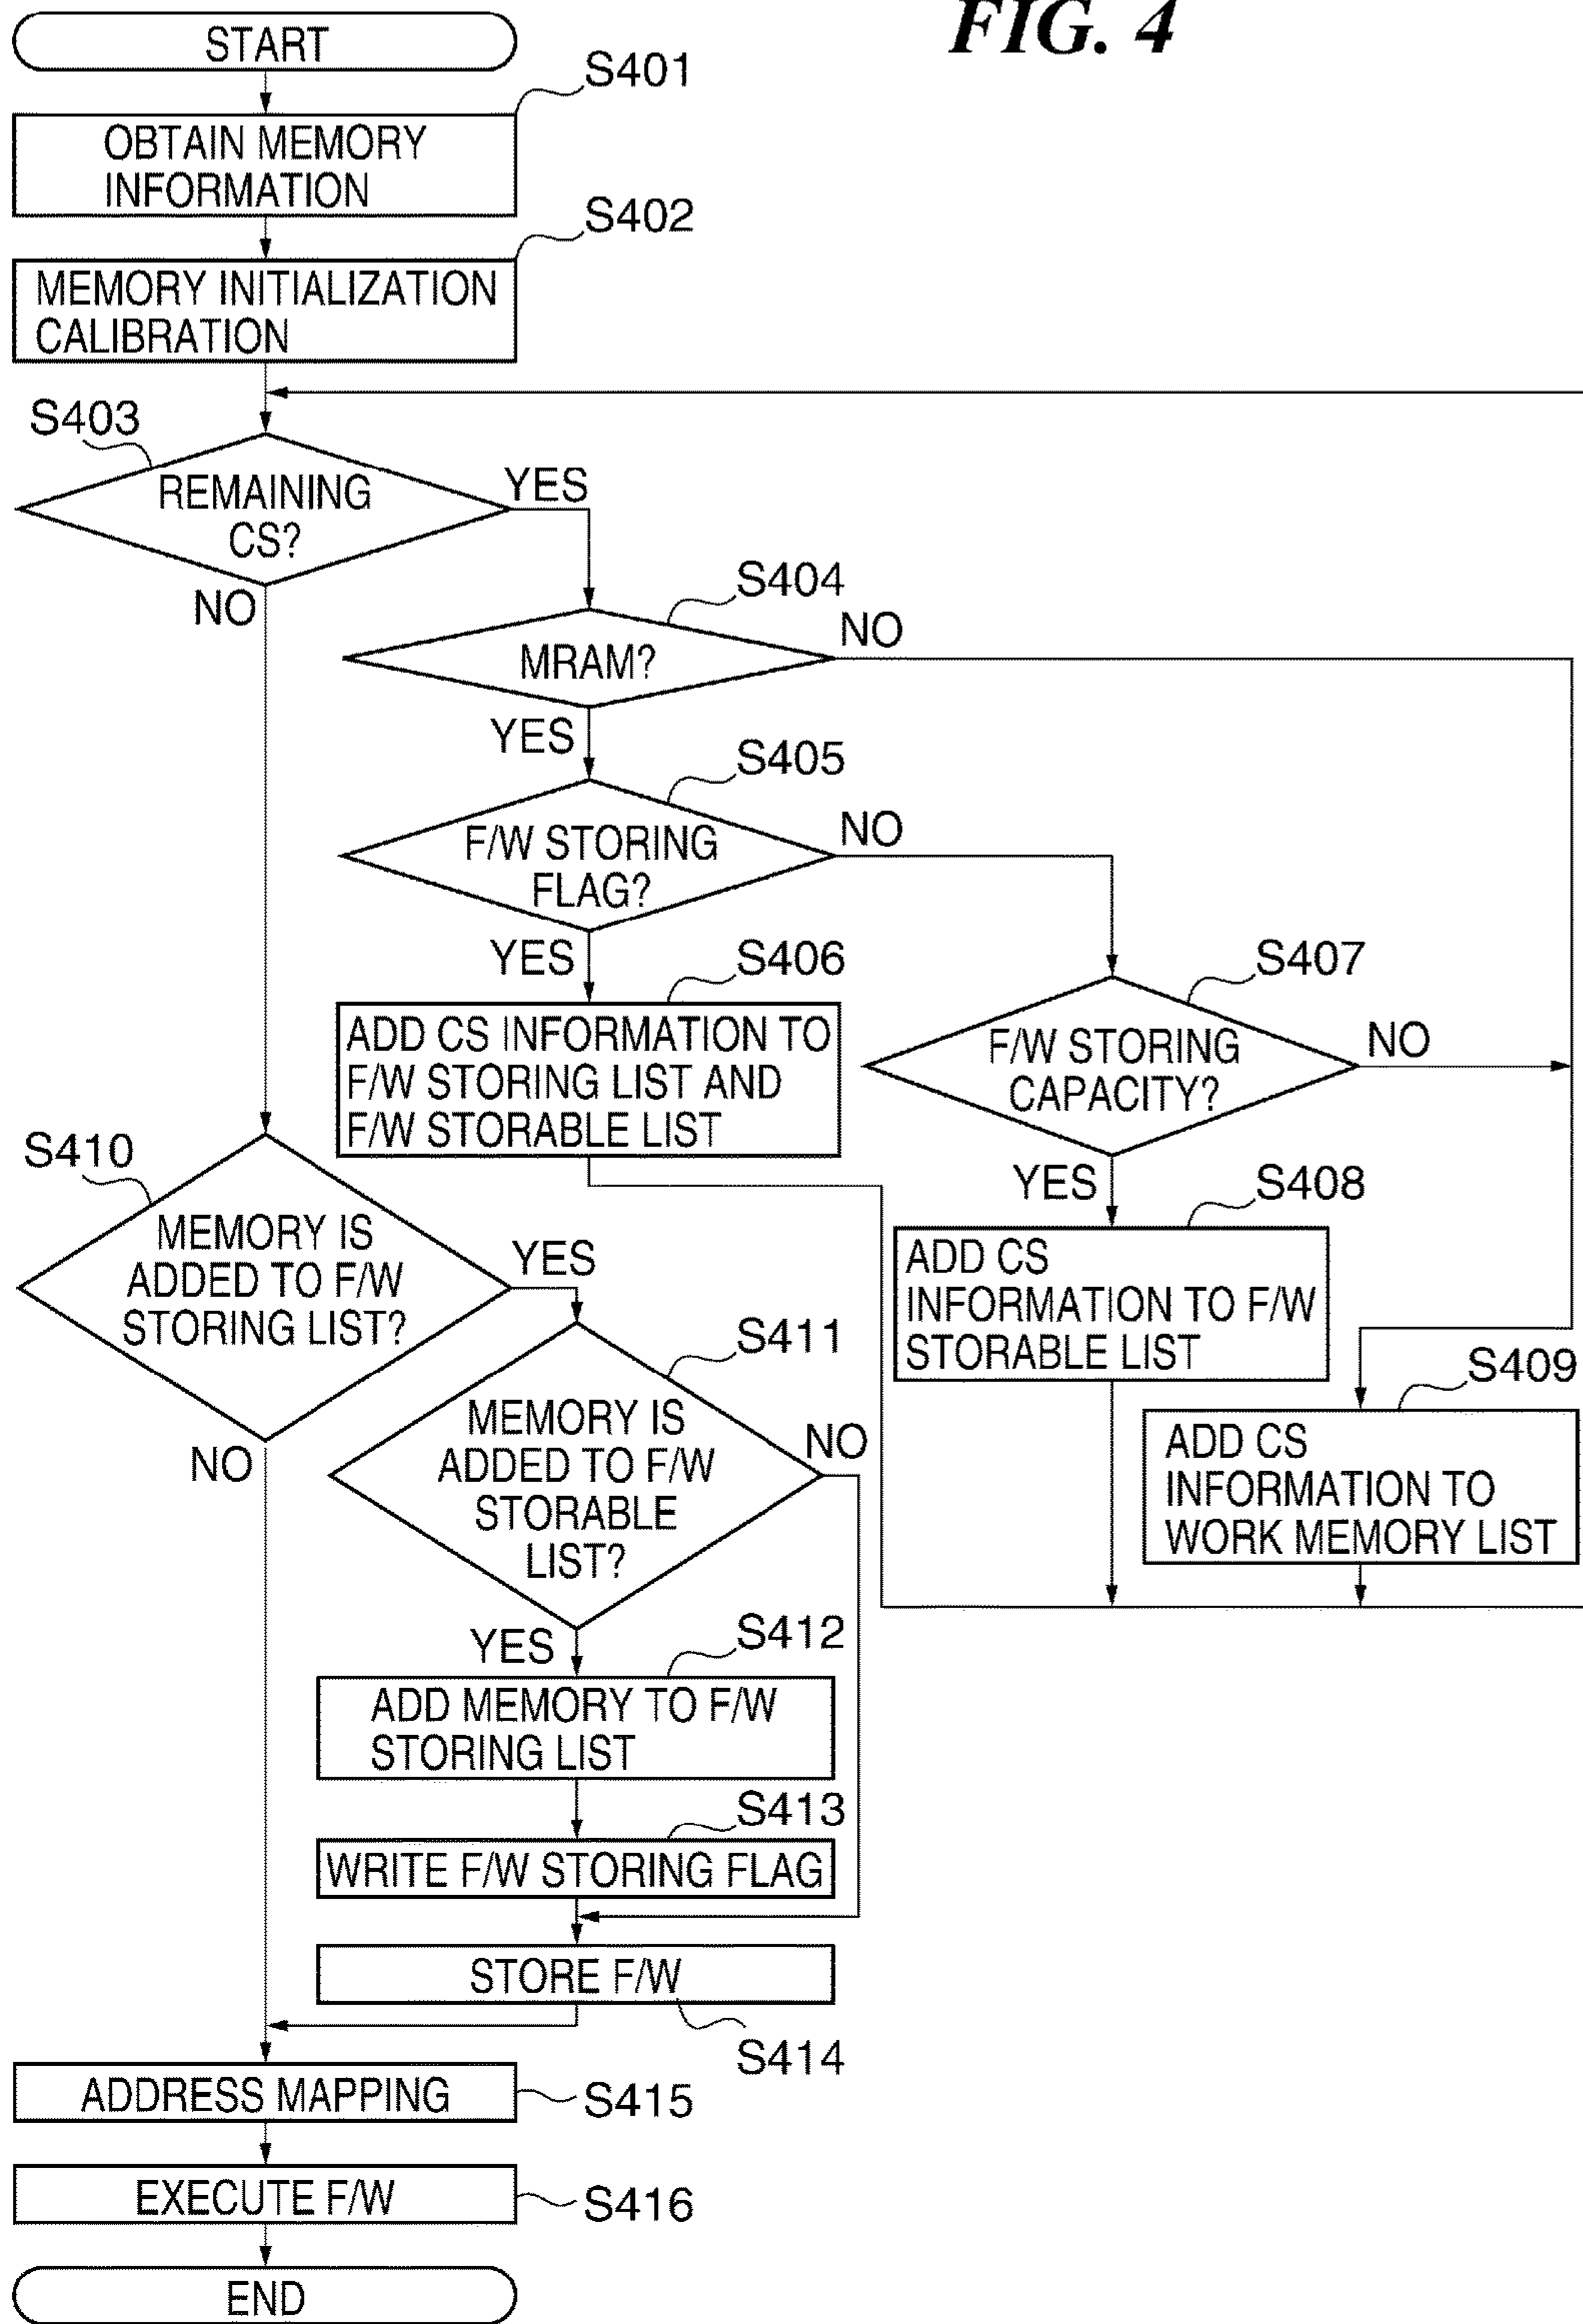 FIG. 4
START
S401
OBTAIN MEMORY
INFORMATION
S402
MEMORY INITIALIZATION
CALIBRATION
S403
REMAINING
CS?
YES
NO
S404
MRAM?
NO
YES
S405
F/W STORING
FLAG?
NO
YES
S406
ADD CS INFORMATION TO
F/W STORING LIST AND
F/W STORABLE LIST
S407
F/W STORING
CAPACITY?
NO
YES
S408
ADD CS
INFORMATION TO F/W
STORABLE LIST
S409
ADD CS
INFORMATION TO
WORK MEMORY LIST
S410
MEMORY IS
ADDED TO F/W
STORING LIST?
YES
NO
S411
MEMORY IS
ADDED TO F/W
STORABLE
LIST?
NO
YES
S412
ADD MEMORY TO F/W
STORING LIST
S413
WRITE F/W STORING FLAG
STORE F/W
S414
ADDRESS MAPPING
S415
EXECUTE F/W
S416
END